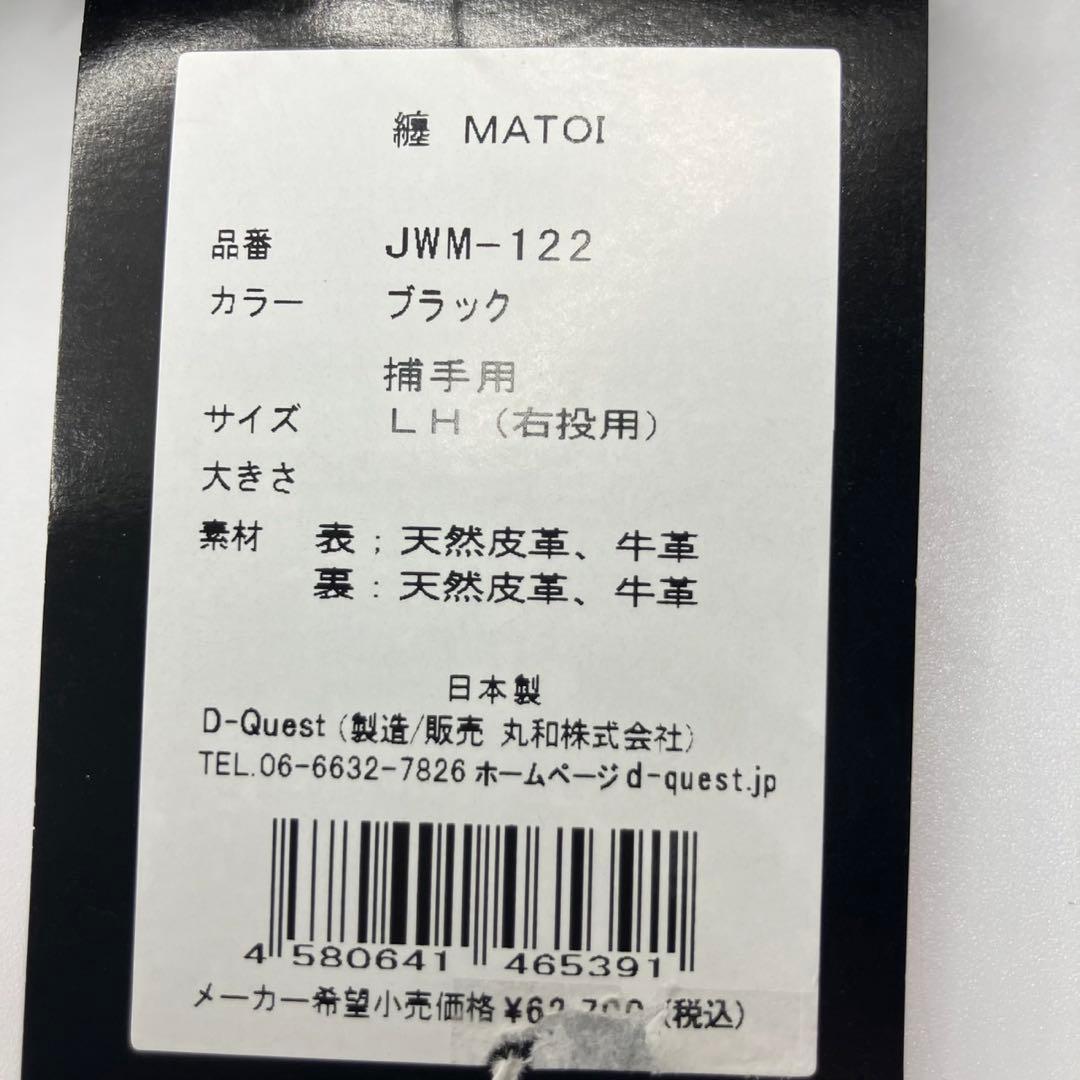 纏 MATOI
品番 JWM-122
カラー ブラック
捕手用
サイズ LH (右投用)
大きさ
素材 表;天然皮革、牛革
裏:天然皮革、牛革
日本製
D-Quest (製造/販売 丸和株式会社)
TEL.06-6632-7826 ホームページd-quest.jp
4 580641 465391
メーカー希望小売価格 (税込)